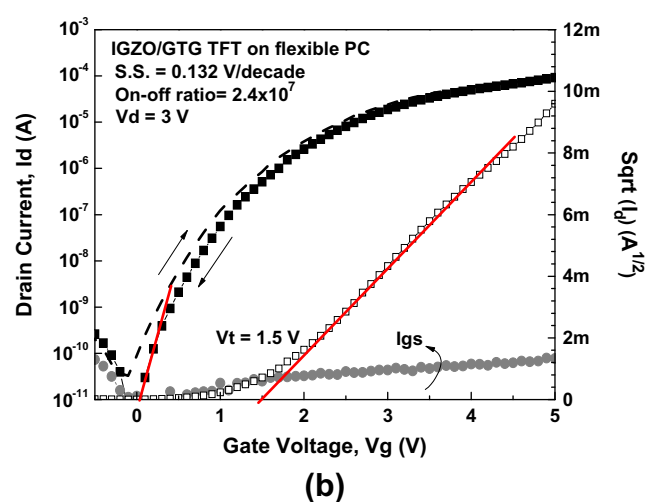 IGZO/GTG TFT on flexible PC
S.S. = 0.132 V/decade
On-off ratio= 2.4x10⁷
Vd = 3 V
Drain Current, Id (A)
10⁻³
10⁻⁴
10⁻⁵
10⁻⁶
10⁻⁷
10⁻⁸
10⁻⁹
10⁻¹⁰
10⁻¹¹
12m
10m
8m
6m
4m
2m
0
Sqrt (I_d) (A^1/2)
Vt = 1.5 V
Igs
0 1 2 3 4 5
Gate Voltage, Vg (V)
(b)